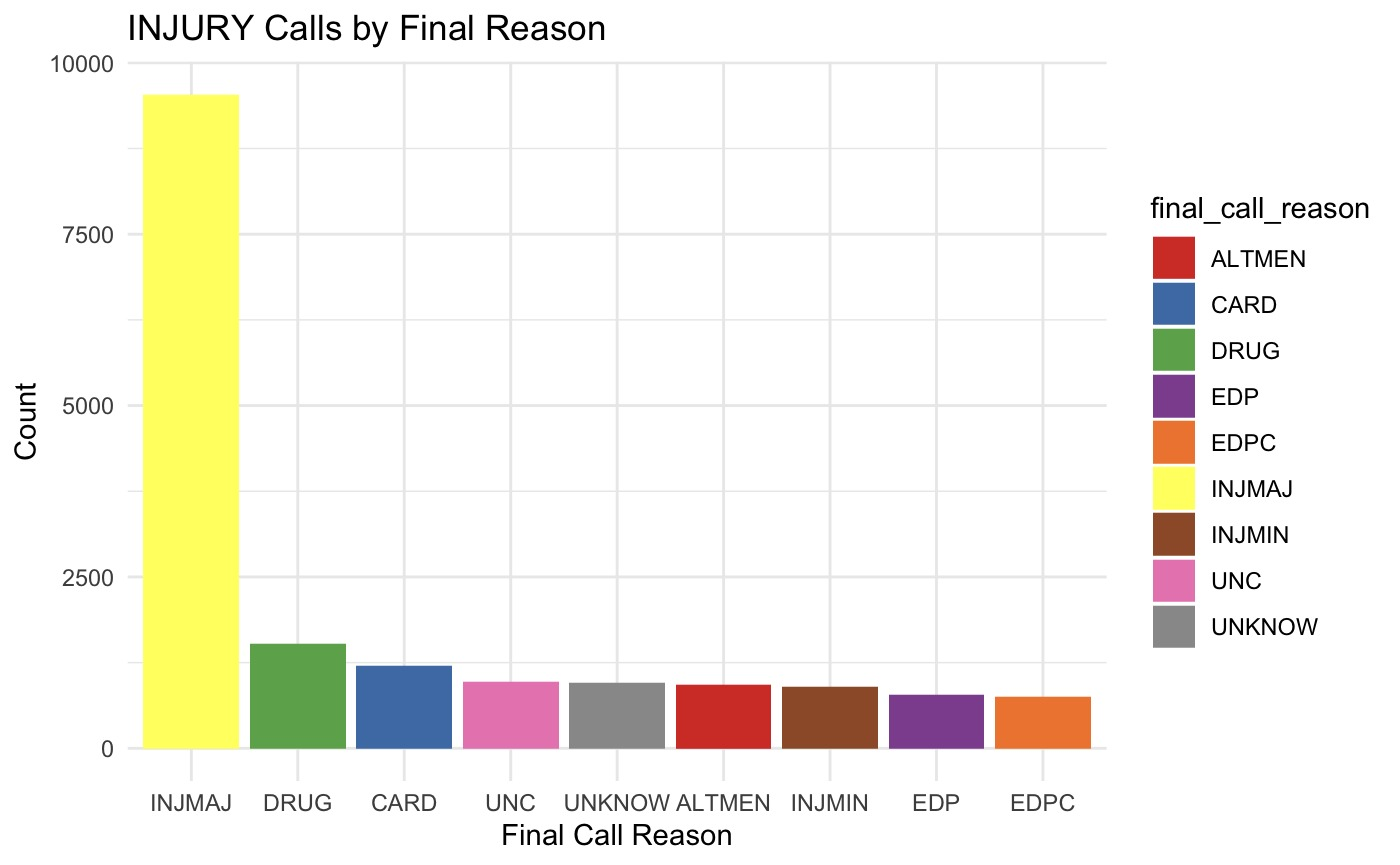 INJURY Calls by Final Reason
10000
7500
5000
2500
0
Count
INJMAJ DRUG CARD UNC UNKNOW ALTMEN INJMIN EDP EDPC
Final Call Reason
final_call_reason
ALTMEN
CARD
DRUG
EDP
EDPC
INJMAJ
INJMIN
UNC
UNKNOW